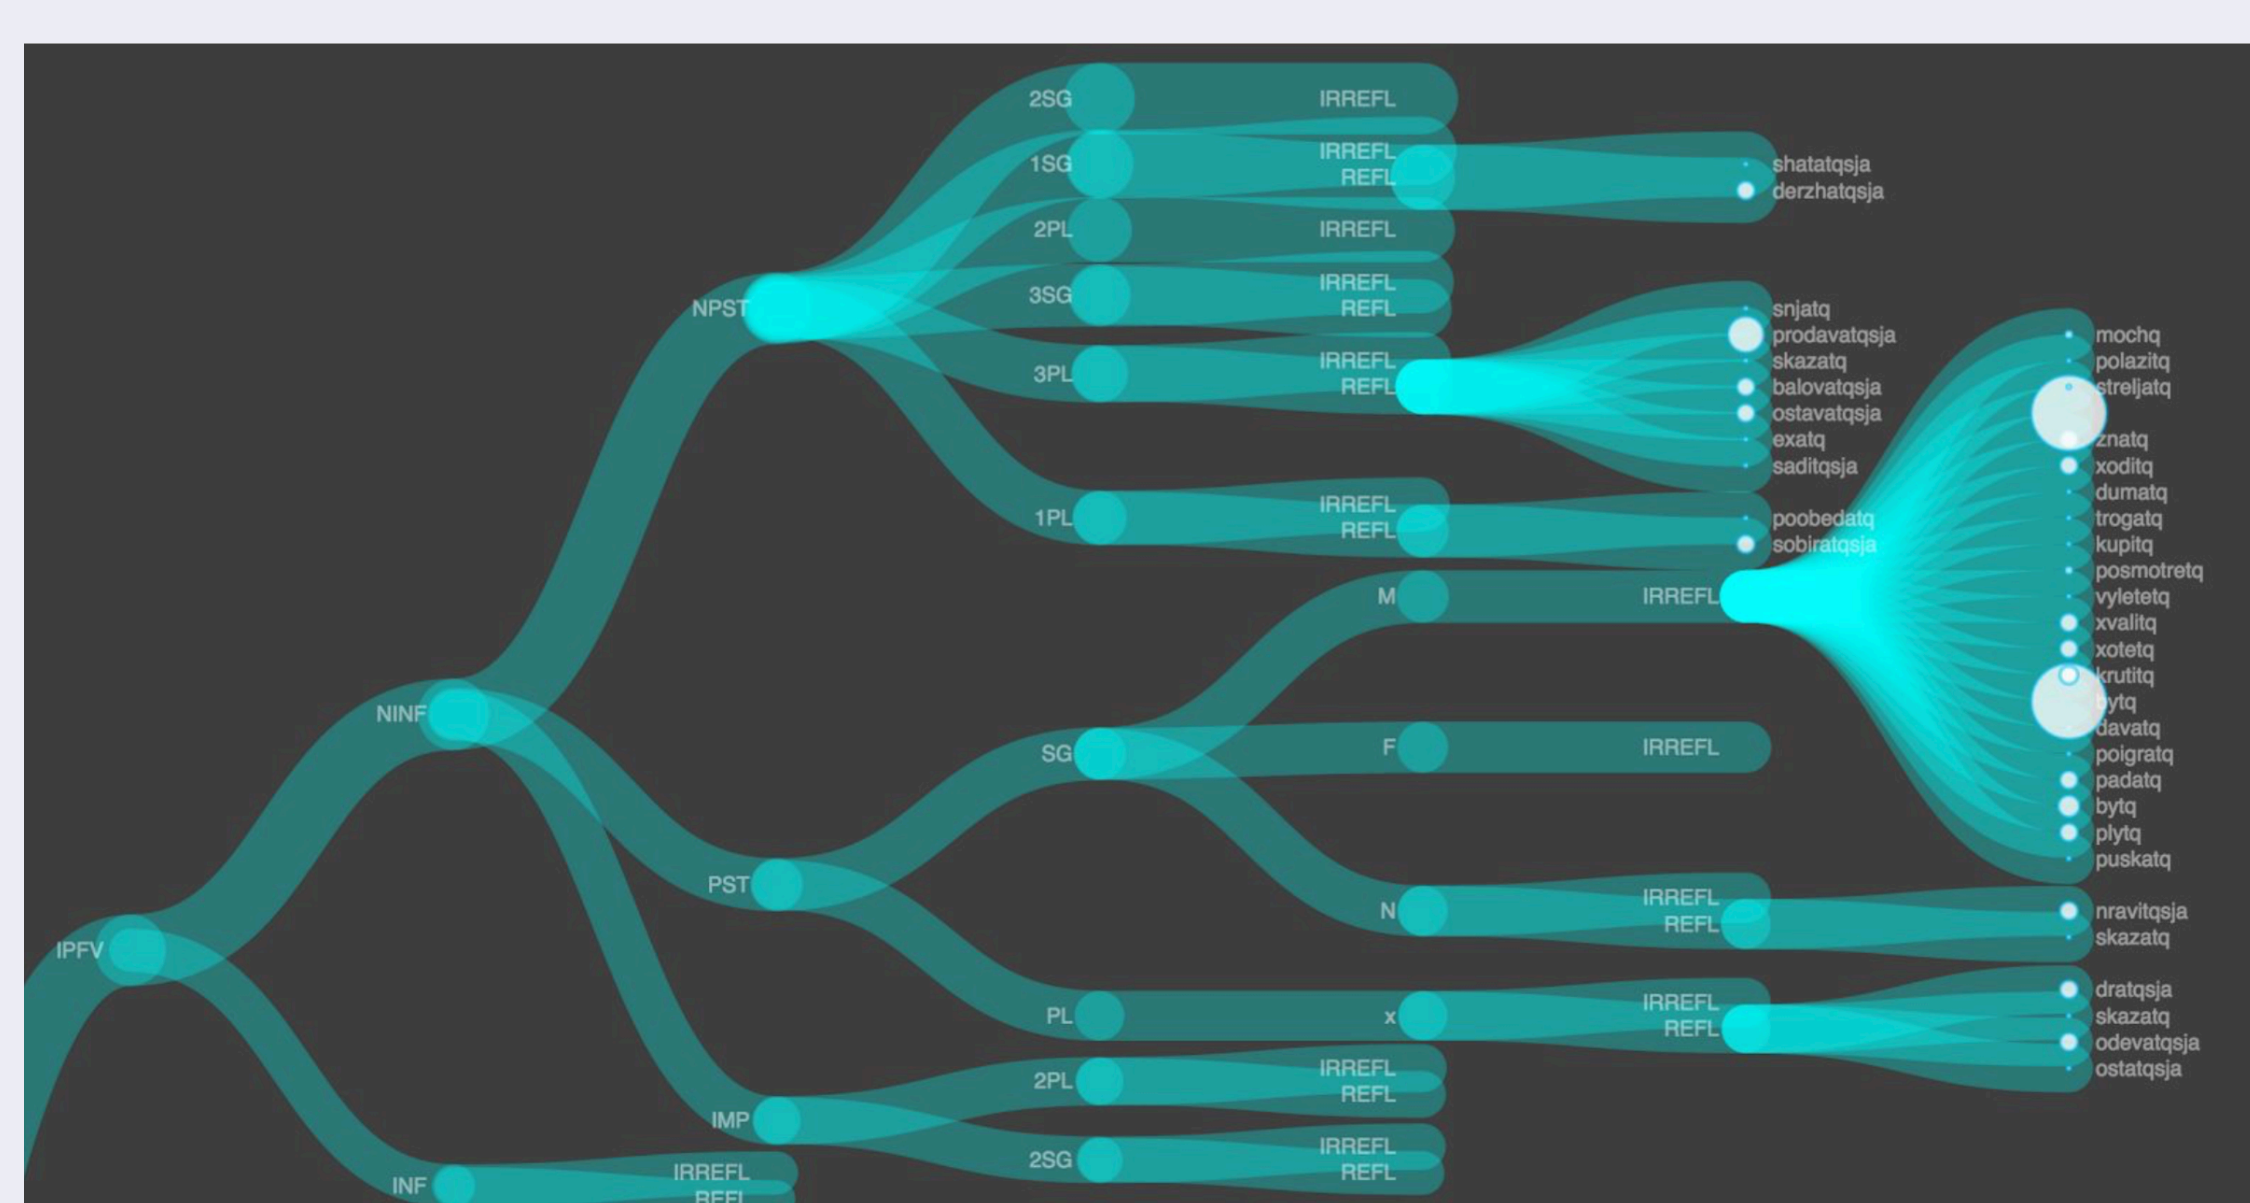 2SG
IRREFL
1SG
IRREFL
REFL
shatatqsja
derzhatqsja
2PL
IRREFL
3SG
IRREFL
REFL
NPST
3PL
IRREFL
REFL
snjatq
prodavatqsja
skazatq
balovatqsja
ostavatqsja
exatq
saditqsja
1PL
IRREFL
REFL
poobedatq
sobiratqsja
M
IRREFL
mochq
polazitq
streljatq
znatq
xoditq
dumatq
trogatq
kupitq
posmotretq
vyletetq
xvalitq
xotetq
krutitq
bytq
davatq
poigratq
padatq
bytq
plytq
puskatq
NINF
SG
F
IRREFL
PST
N
IRREFL
REFL
nravitqsja
skazatq
IPFV
PL
x
IRREFL
REFL
dratqsja
skazatq
odevatqsja
ostatqsja
IMP
2PL
IRREFL
REFL
2SG
IRREFL
REFL
INF
IRREFL
REFL